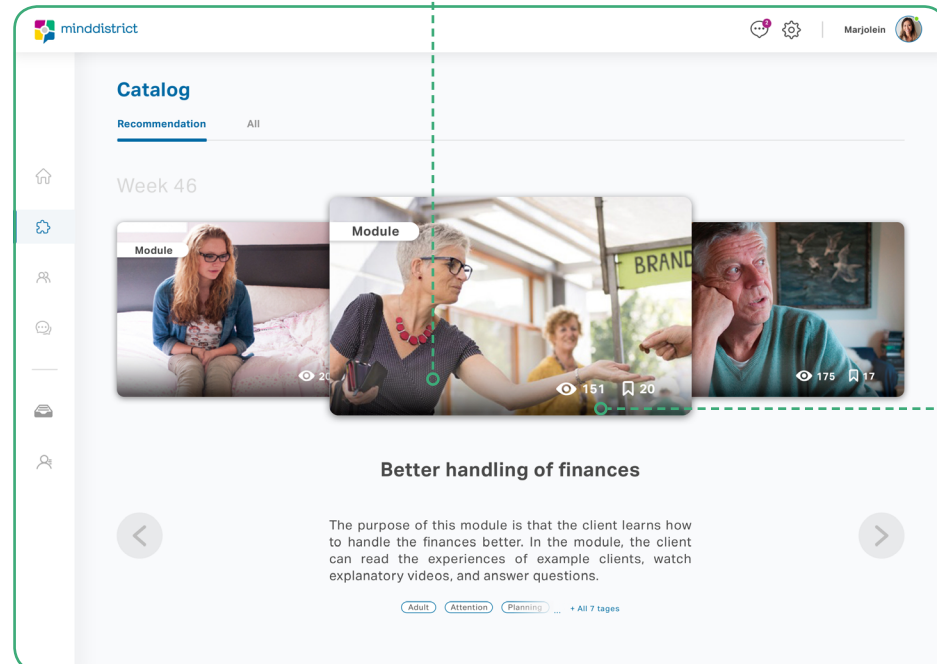 minddistrict
2
Marjolein
Catalog
Recommendation
All
Week 46
Module
Module
BRAND
20
151
20
175
17
Better handling of finances
The purpose of this module is that the client learns how
to handle the finances better. In the module, the client
can read the experiences of example clients, watch
explanatory videos, and answer questions.
Adult
Attention
Planning
...
+ All 7 tages